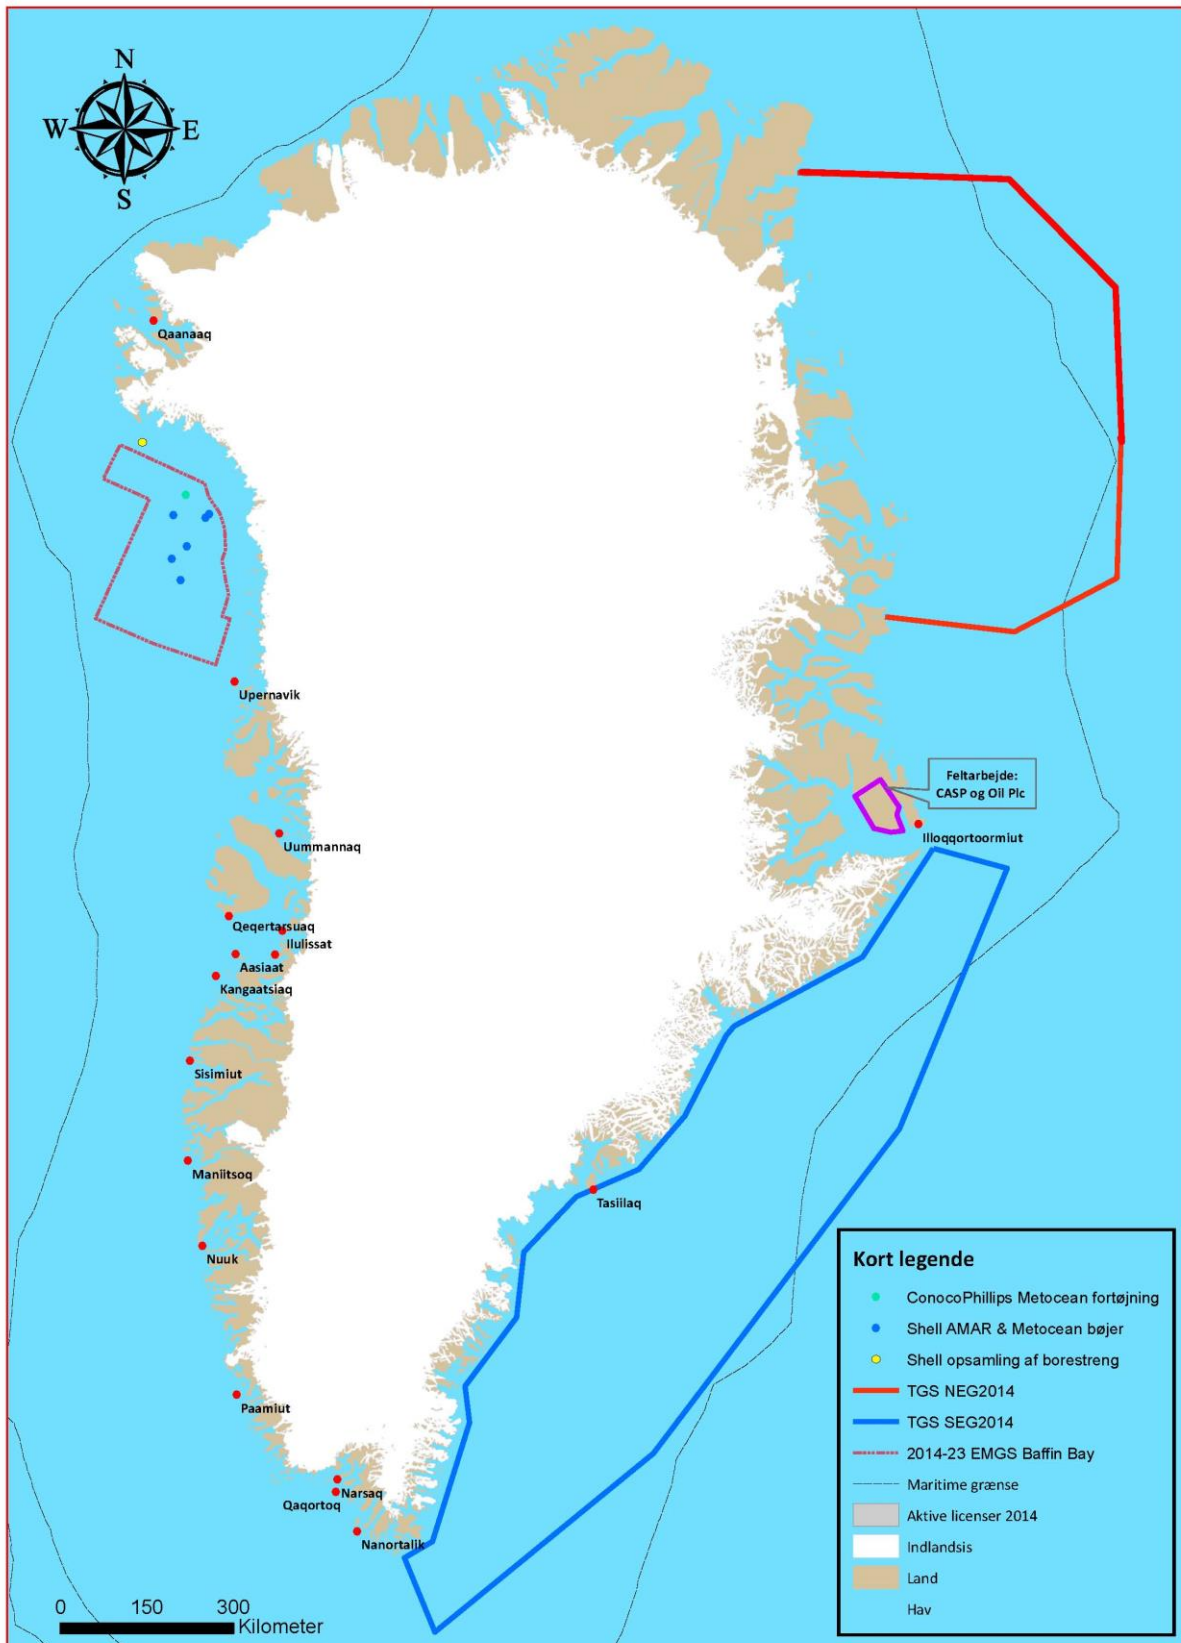 N
W
E
S
Qaanaaq
Upernavik
Feltarbejde:
CASP og Oil Plc
Illoqqortoormiut
Uummannaq
Qeqertarsuaq
Ilulissat
Aasiaat
Kangaatsiaq
Sisimiut
Maniitsoq
Tasiilaq
Nuuk
Paamiut
Narsaq
Qaqortoq
Nanortalik
Kort legende
ConocoPhillips Metocean fortøjning
Shell AMAR & Metocean bøjer
Shell opsamling af borestreng
TGS NEG2014
TGS SEG2014
2014-23 EMGS Baffin Bay
Maritime grænse
Aktive licenser 2014
Indlandsis
Land
Hav
0 150 300
Kilometer